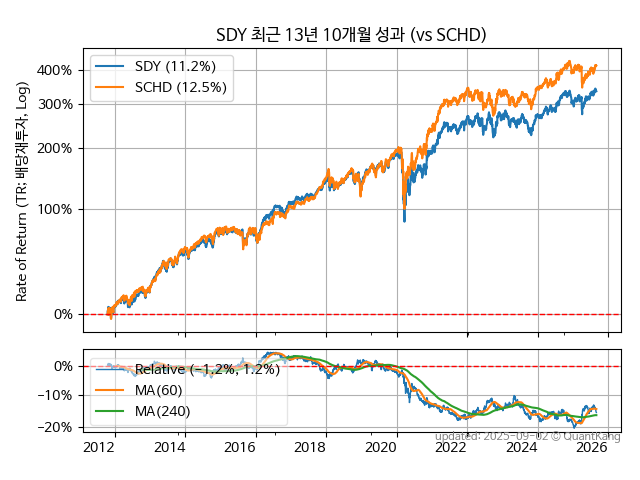 SDY 최근 13년 10개월 성과 (vs SCHD)
Rate of Return (TR; 배당재투자, Log)
400%
300%
200%
100%
0%
SDY (11.2%)
SCHD (12.5%)
0%
−10%
−20%
Relative (−1.2%, 1.2%)
MA(60)
MA(240)
2012 2014 2016 2018 2020 2022 2024 2026
updated: 2025-09-02 © QuantKang